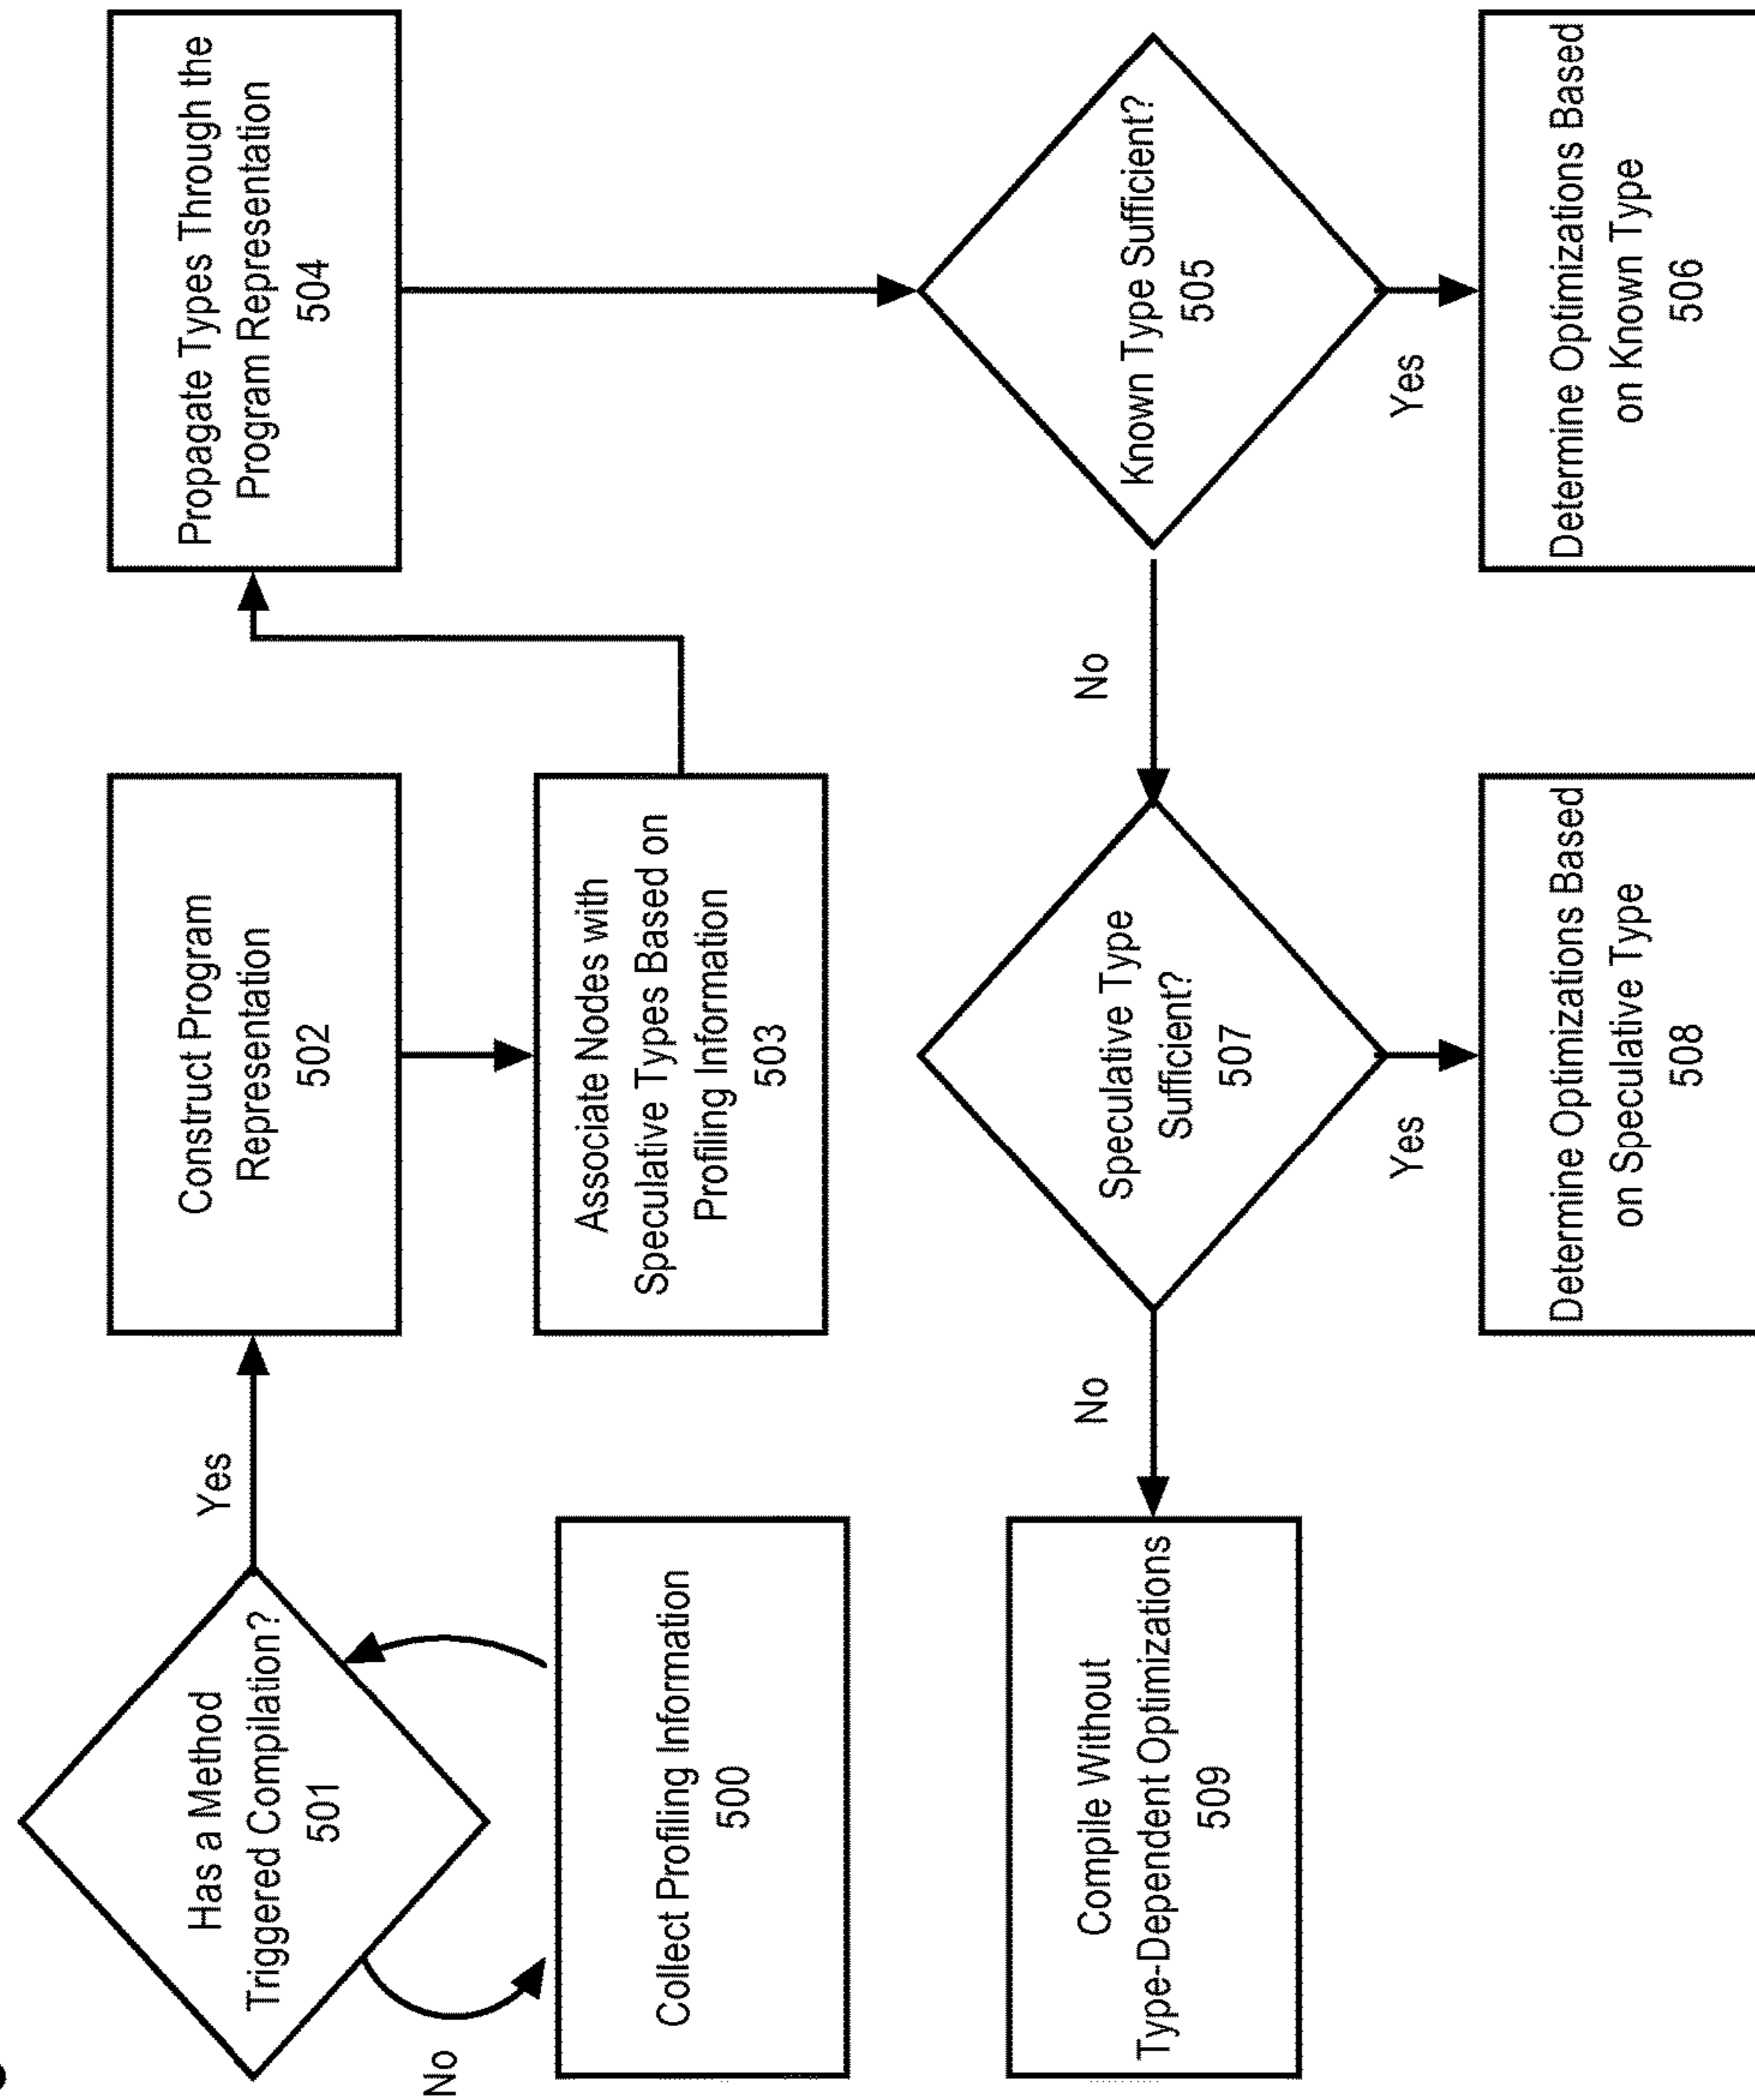 Has a Method
Triggered Compilation?
501
Yes
No
Collect Profiling Information
500
Construct Program
Representation
502
Associate Nodes with
Speculative Types Based on
Profiling Information
503
Propagate Types Through the
Program Representation
504
Known Type Sufficient?
505
Yes
No
Determine Optimizations Based
on Known Type
506
Speculative Type
Sufficient?
507
Yes
No
Determine Optimizations Based
on Speculative Type
508
Compile Without
Type-Dependent Optimizations
509